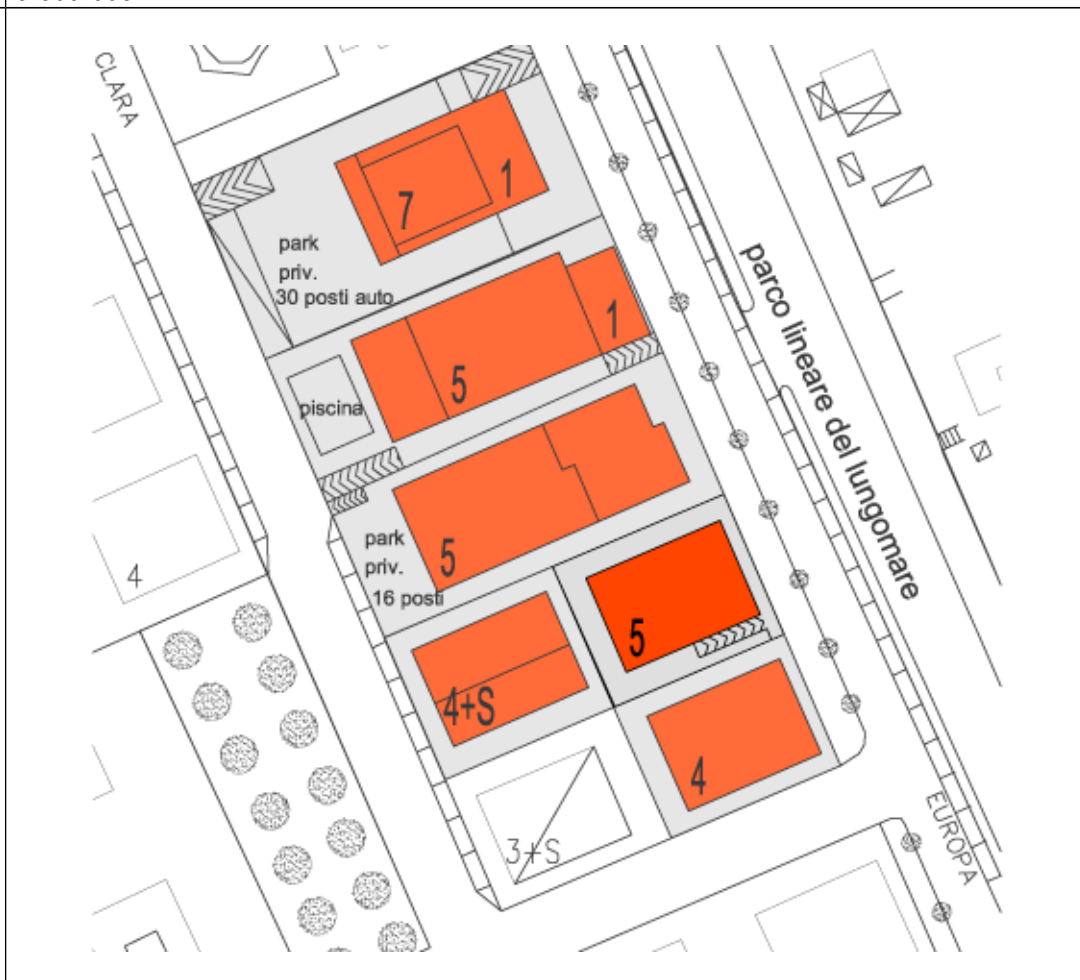 CLARA
7
1
park
priv.
30 posti auto
1
5
piscina
parco lineare del lungomare
park
priv.
16 posti
5
4
5
4+S
4
3+S
EUROPA